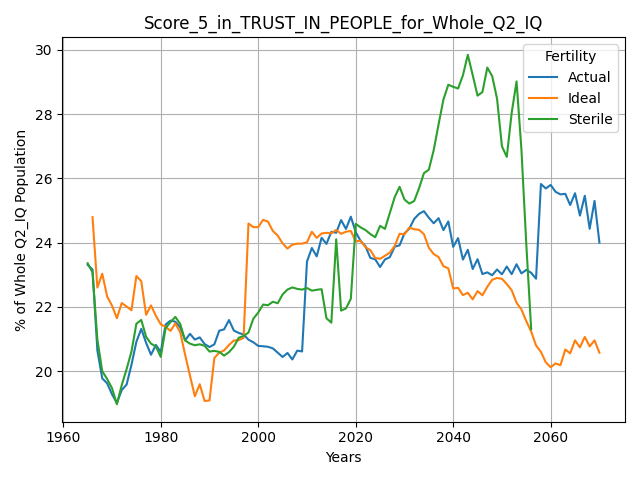 Score_5_in_TRUST_IN_PEOPLE_for_Whole_Q2_IQ
% of Whole Q2_IQ Population
30
28
26
24
22
20
Fertility
Actual
Ideal
Sterile
1960 1980 2000 2020 2040 2060
Years